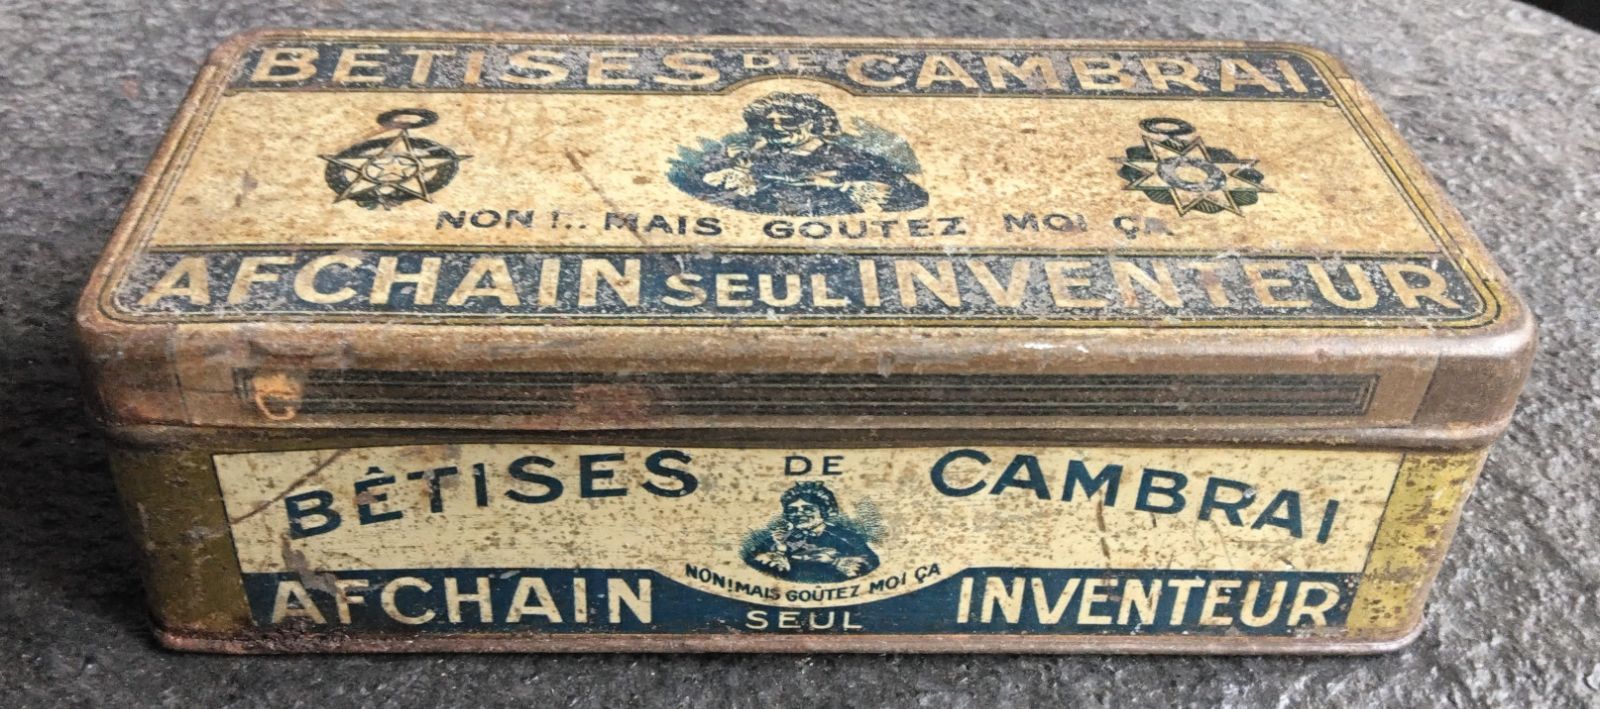 BÊTISES DE CAMBRAI
NON !.. MAIS GOUTEZ MOI ÇA
AFCHAIN SEUL INVENTEUR
BÊTISES DE CAMBRAI
NON! MAIS GOÛTEZ MOI ÇA
AFCHAIN SEUL INVENTEUR